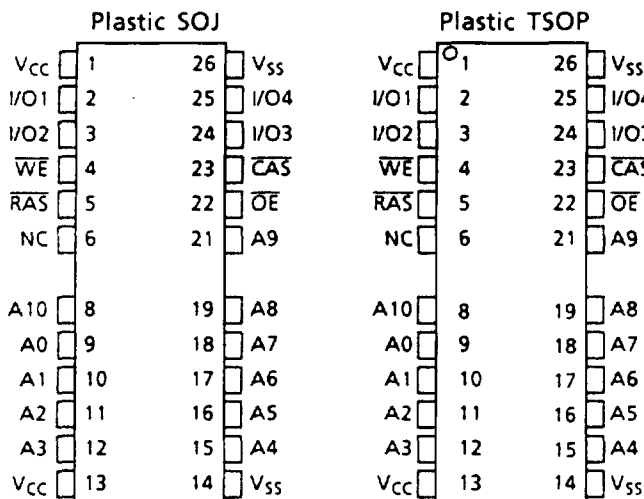 Plastic SOJ
VCC 1 26 VSS
I/O1 2 25 I/O4
I/O2 3 24 I/O3
WE 4 23 CAS
RAS 5 22 OE
NC 6 21 A9
A10 8 19 A8
A0 9 18 A7
A1 10 17 A6
A2 11 16 A5
A3 12 15 A4
VCC 13 14 VSS
Plastic TSOP
VCC 1 26 VSS
I/O1 2 25
I/O2 3 24
WE 4 23
RAS 5 22 OE
NC 6 21 A9
A10 8 19 A8
A0 9 18 A7
A1 10 17 A6
A2 11 16 A5
A3 12 15 A4
VCC 13 14 VSS